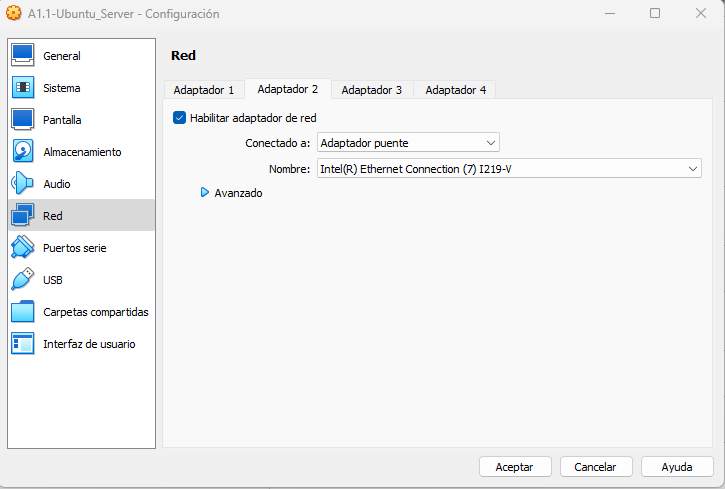 A1.1-Ubuntu_Server - Configuración
General
Sistema
Pantalla
Almacenamiento
Audio
Red
Puertos serie
USB
Carpetas compartidas
Interfaz de usuario
Red
Adaptador 1 Adaptador 2 Adaptador 3 Adaptador 4
Habilitar adaptador de red
Conectado a: Adaptador puente
Nombre: Intel(R) Ethernet Connection (7) I219-V
Avanzado
Aceptar Cancelar Ayuda